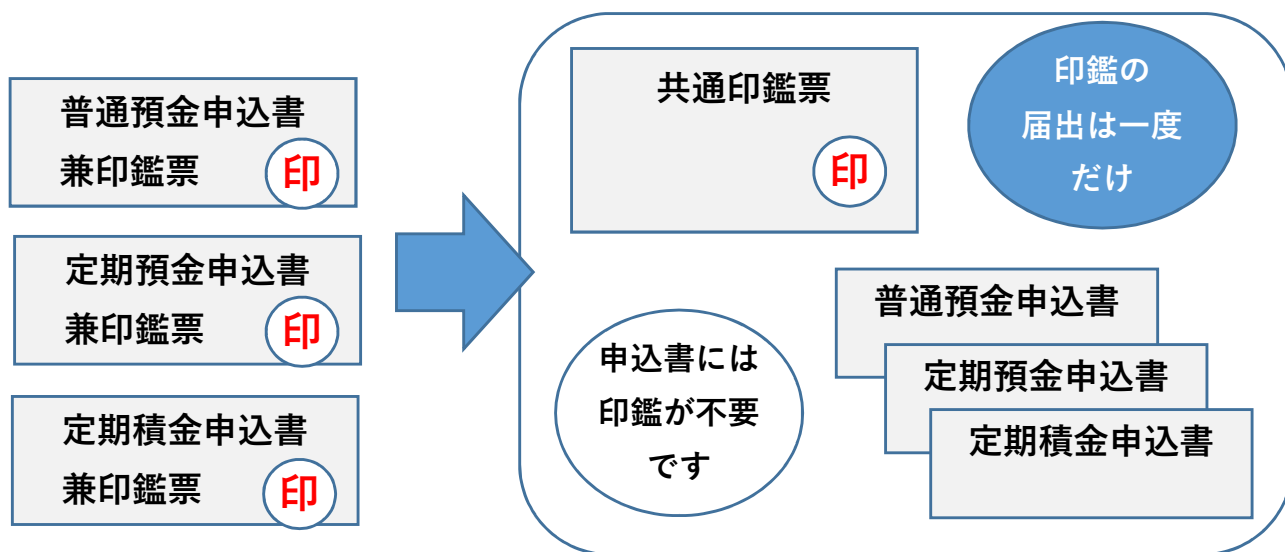 普通預金申込書
兼印鑑票
印
定期預金申込書
兼印鑑票
印
定期積金申込書
兼印鑑票
印
共通印鑑票
印
印鑑の
届出は一度
だけ
申込書には
印鑑が不要
です
普通預金申込書
定期預金申込書
定期積金申込書